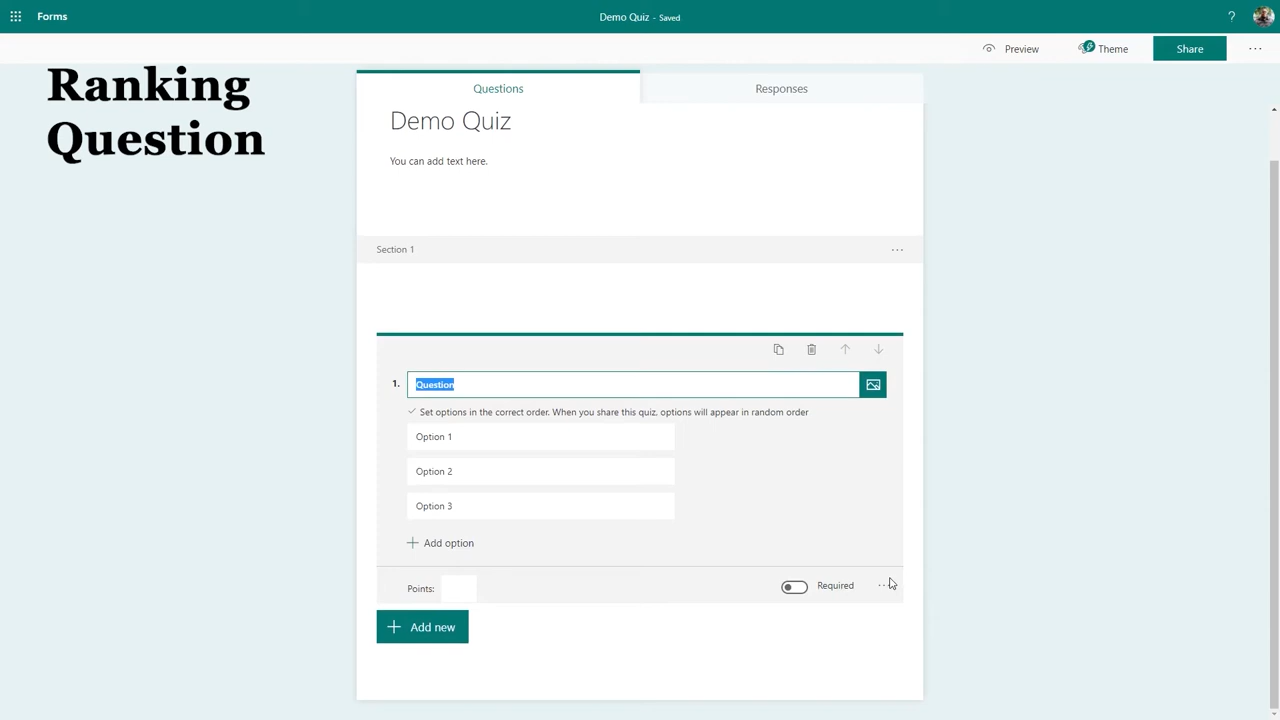 Forms
Demo Quiz - Saved
?
Preview
Theme
Share
Ranking
Question
Questions
Responses
Demo Quiz
You can add text here.
Section 1
1.
Question
Set options in the correct order. When you share this quiz, options will appear in random order
Option 1
Option 2
Option 3
Add option
Points:
Required
Add new